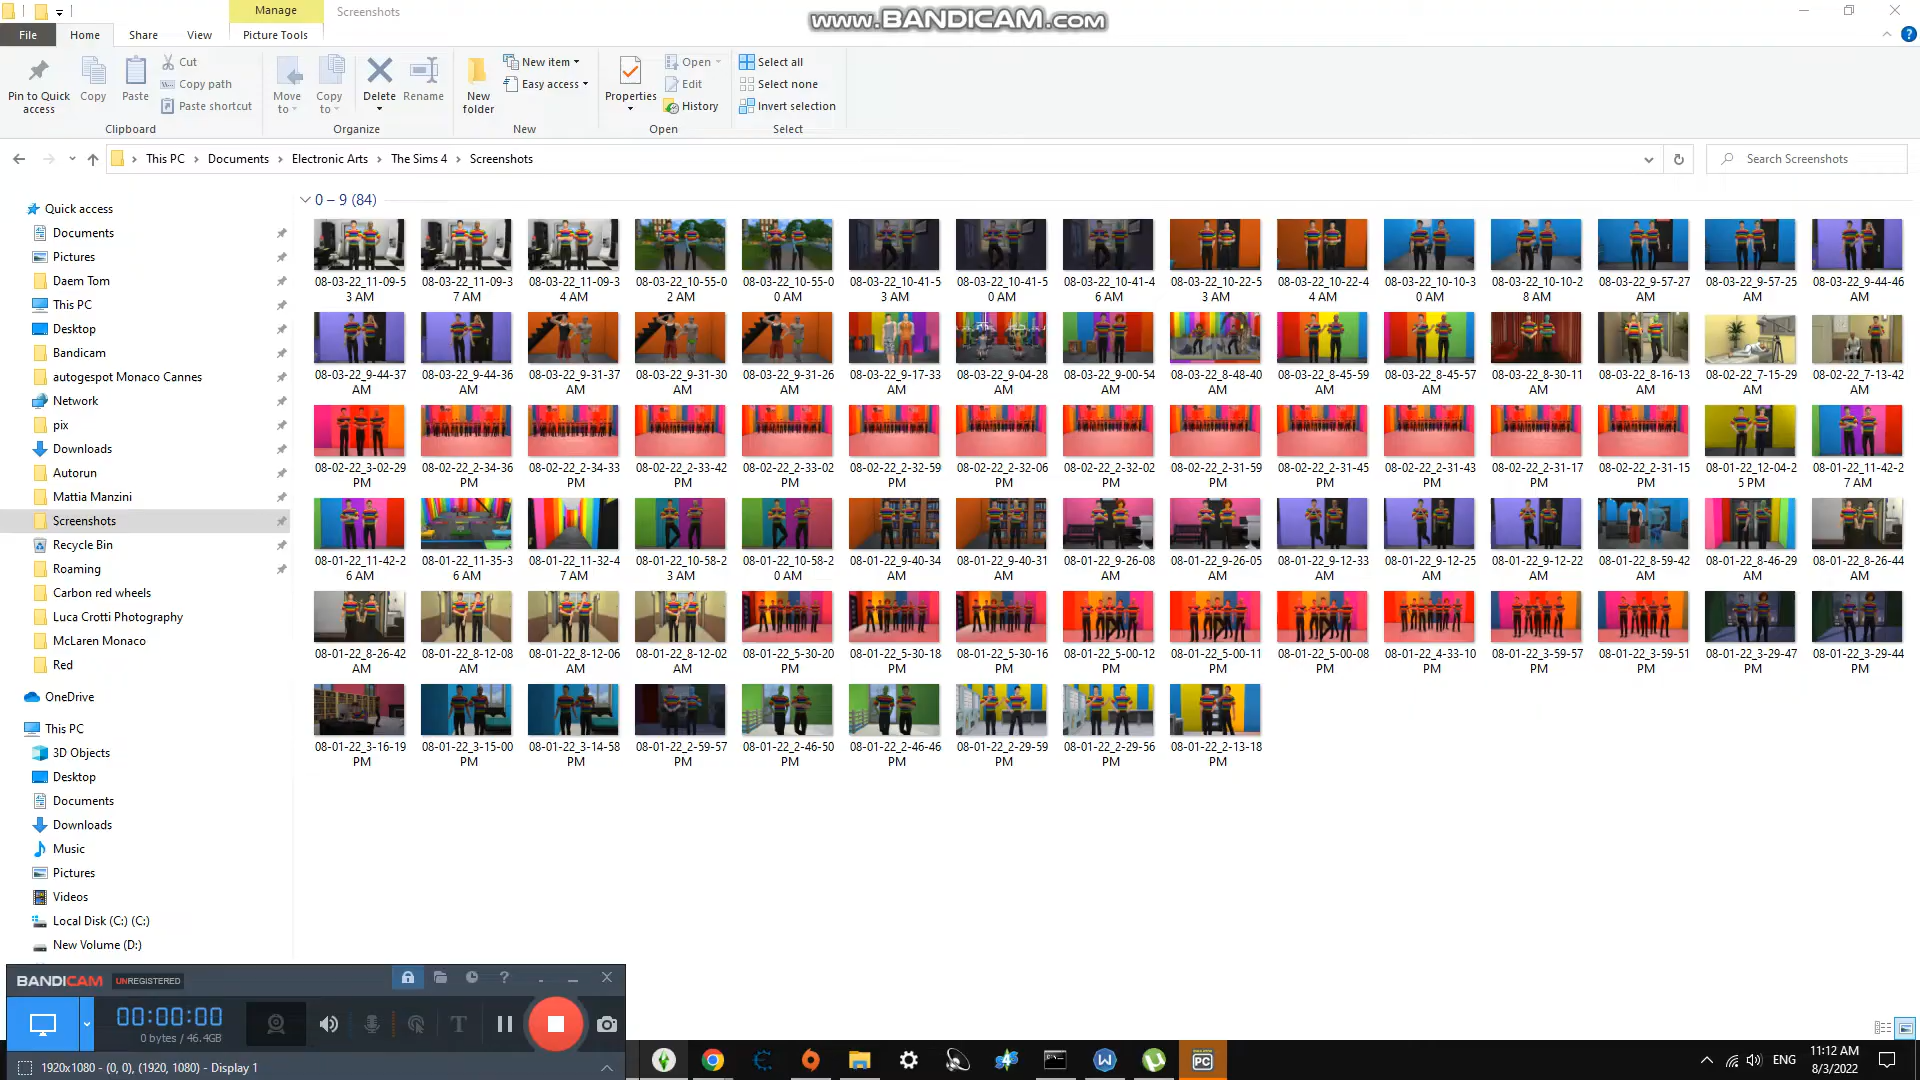 Manage
Screenshots
www.BANDICAM.com
File
Home
Share
View
Picture Tools
Pin to Quick access
Copy
Paste
Cut
Copy path
Paste shortcut
Clipboard
Move to
Copy to
Delete
Rename
Organize
New folder
New item
Easy access
New
Properties
Open
Edit
History
Open
Select all
Select none
Invert selection
Select
This PC
Documents
Electronic Arts
The Sims 4
Screenshots
Search Screenshots
Quick access
Documents
Pictures
Daem Tom
This PC
Desktop
Bandicam
autogespot Monaco Cannes
Network
pix
Downloads
Autorun
Mattia Manzini
Screenshots
Recycle Bin
Roaming
Carbon red wheels
Luca Crotti Photography
McLaren Monaco
Red
OneDrive
This PC
3D Objects
Desktop
Documents
Downloads
Music
Pictures
Videos
Local Disk (C:) (C:)
New Volume (D:)
0 – 9 (84)
08-03-22_11-09-53 AM
08-03-22_11-09-37 AM
08-03-22_11-09-34 AM
08-03-22_10-55-02 AM
08-03-22_10-55-00 AM
08-03-22_10-41-53 AM
08-03-22_10-41-50 AM
08-03-22_10-41-46 AM
08-03-22_10-22-53 AM
08-03-22_10-22-44 AM
08-03-22_10-10-30 AM
08-03-22_10-10-28 AM
08-03-22_9-57-27 AM
08-03-22_9-57-25 AM
08-03-22_9-44-46 AM
08-03-22_9-44-37 AM
08-03-22_9-44-36 AM
08-03-22_9-31-37 AM
08-03-22_9-31-30 AM
08-03-22_9-31-26 AM
08-03-22_9-17-33 AM
08-03-22_9-04-28 AM
08-03-22_9-00-54 AM
08-03-22_8-48-40 AM
08-03-22_8-45-59 AM
08-03-22_8-45-57 AM
08-03-22_8-30-11 AM
08-03-22_8-16-13 AM
08-02-22_7-15-29 AM
08-02-22_7-13-42 AM
08-02-22_3-02-29 PM
08-02-22_2-34-36 PM
08-02-22_2-34-33 PM
08-02-22_2-33-42 PM
08-02-22_2-33-02 PM
08-02-22_2-32-59 PM
08-02-22_2-32-06 PM
08-02-22_2-32-02 PM
08-02-22_2-31-59 PM
08-02-22_2-31-45 PM
08-02-22_2-31-43 PM
08-02-22_2-31-17 PM
08-02-22_2-31-15 PM
08-01-22_12-04-25 PM
08-01-22_11-42-27 AM
08-01-22_11-42-26 AM
08-01-22_11-35-36 AM
08-01-22_11-32-47 AM
08-01-22_10-58-23 AM
08-01-22_10-58-20 AM
08-01-22_9-40-34 AM
08-01-22_9-40-31 AM
08-01-22_9-26-08 AM
08-01-22_9-26-05 AM
08-01-22_9-12-33 AM
08-01-22_9-12-25 AM
08-01-22_9-12-22 AM
08-01-22_8-59-42 AM
08-01-22_8-46-29 AM
08-01-22_8-26-44 AM
08-01-22_8-26-42 AM
08-01-22_8-12-08 AM
08-01-22_8-12-06 AM
08-01-22_8-12-02 AM
08-01-22_5-30-20 PM
08-01-22_5-30-18 PM
08-01-22_5-30-16 PM
08-01-22_5-00-12 PM
08-01-22_5-00-11 PM
08-01-22_5-00-08 PM
08-01-22_4-33-10 PM
08-01-22_3-59-57 PM
08-01-22_3-59-51 PM
08-01-22_3-29-47 PM
08-01-22_3-29-44 PM
08-01-22_3-16-19 PM
08-01-22_3-15-00 PM
08-01-22_3-14-58 PM
08-01-22_2-59-57 PM
08-01-22_2-46-50 PM
08-01-22_2-46-46 PM
08-01-22_2-29-59 PM
08-01-22_2-29-56 PM
08-01-22_2-13-18 PM
BANDICAM UNREGISTERED
00:00:00
0 bytes / 46.4GB
1920x1080 - (0, 0), (1920, 1080) - Display 1
ENG
11:12 AM
8/3/2022